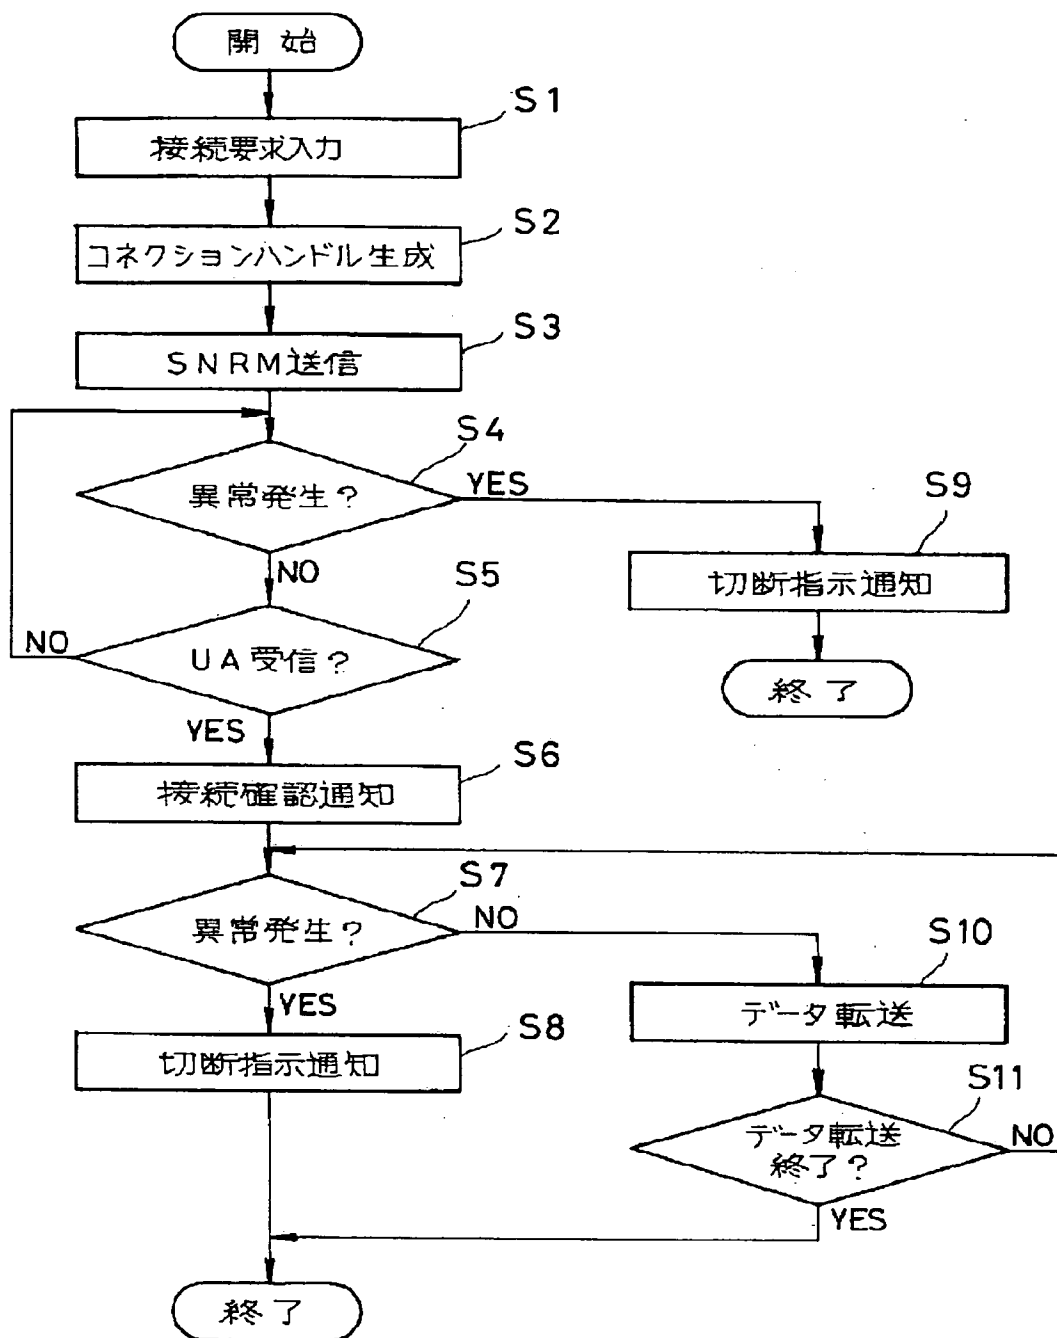 開始
S1
接続要求入力
S2
コネクションハンドル生成
S3
SNRM送信
S4
異常発生?
YES
NO
S9
切断指示通知
終了
S5
UA受信?
NO
YES
S6
接続確認通知
S7
異常発生?
NO
YES
S10
データ転送
S8
切断指示通知
S11
データ転送
終了?
NO
YES
終了